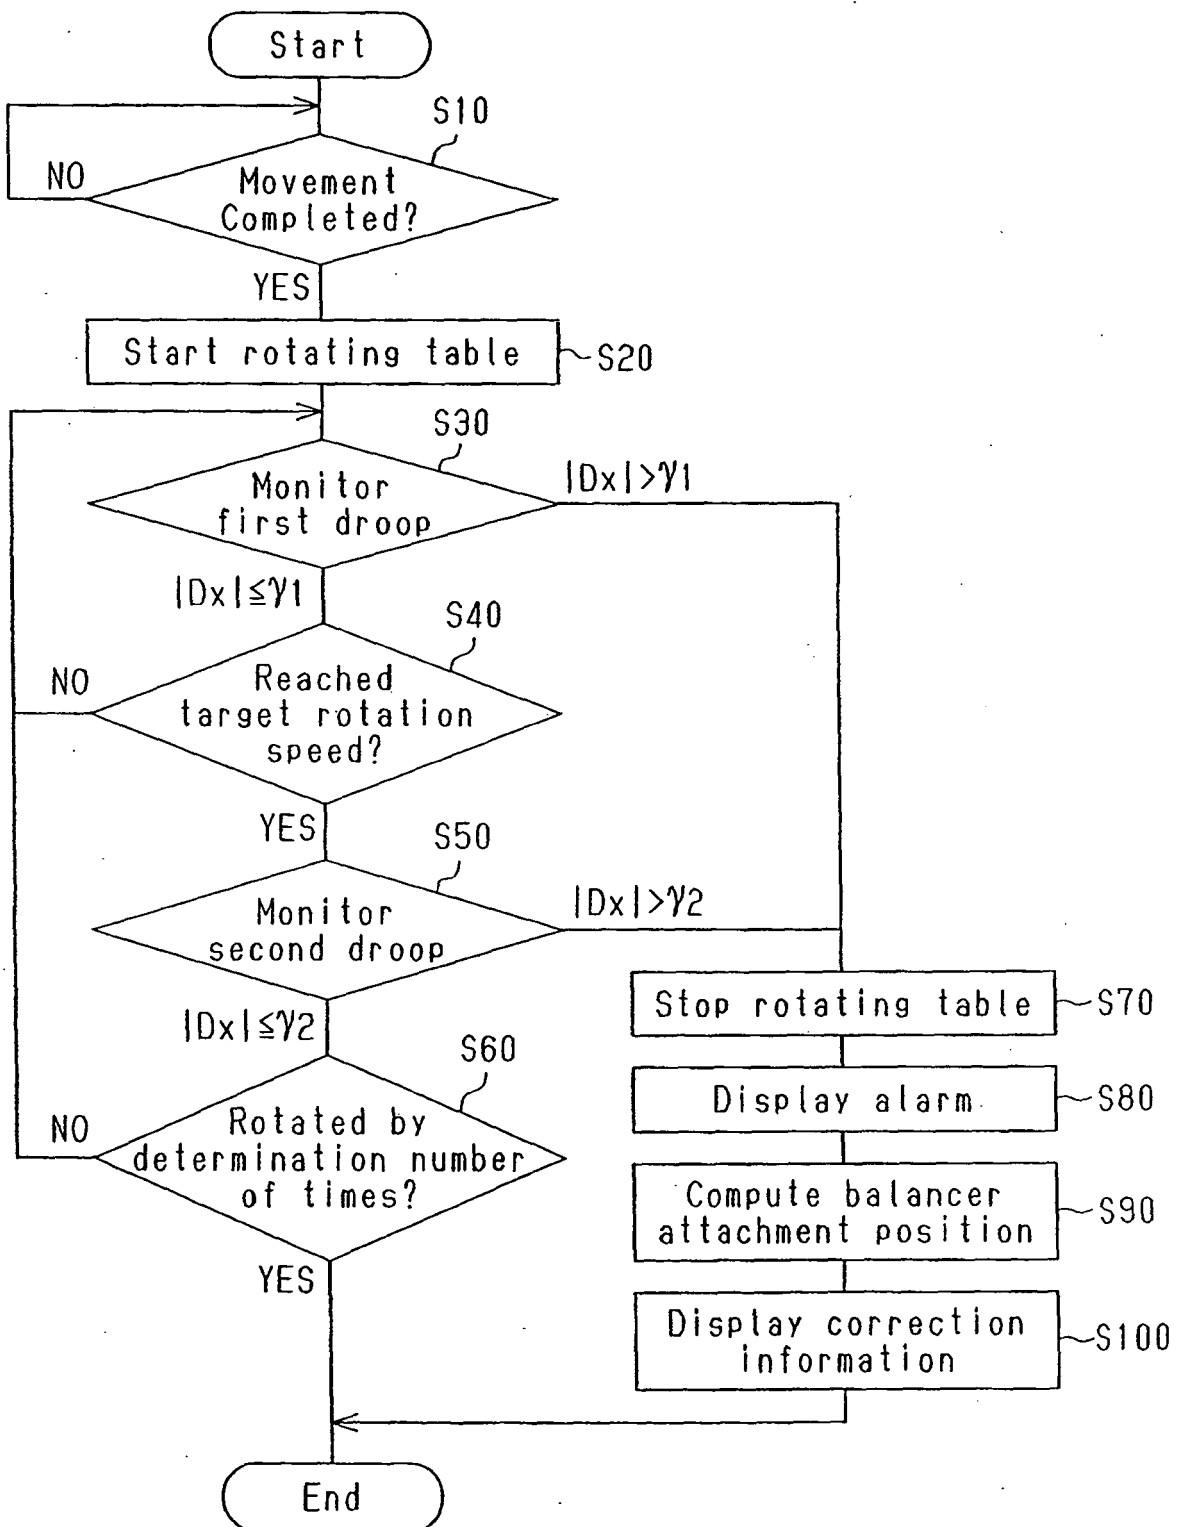 Start
S10
NO
Movement
Completed?
YES
Start rotating table
S20
S30
Monitor
first droop
|Dx|>γ1
|Dx|≦γ1
S40
NO
Reached
target rotation
speed?
YES
S50
Monitor
second droop
|Dx|>γ2
|Dx|≦γ2
S60
NO
Rotated by
determination number
of times?
YES
Stop rotating table
S70
Display alarm
S80
Compute balancer
attachment position
S90
Display correction
information
S100
End